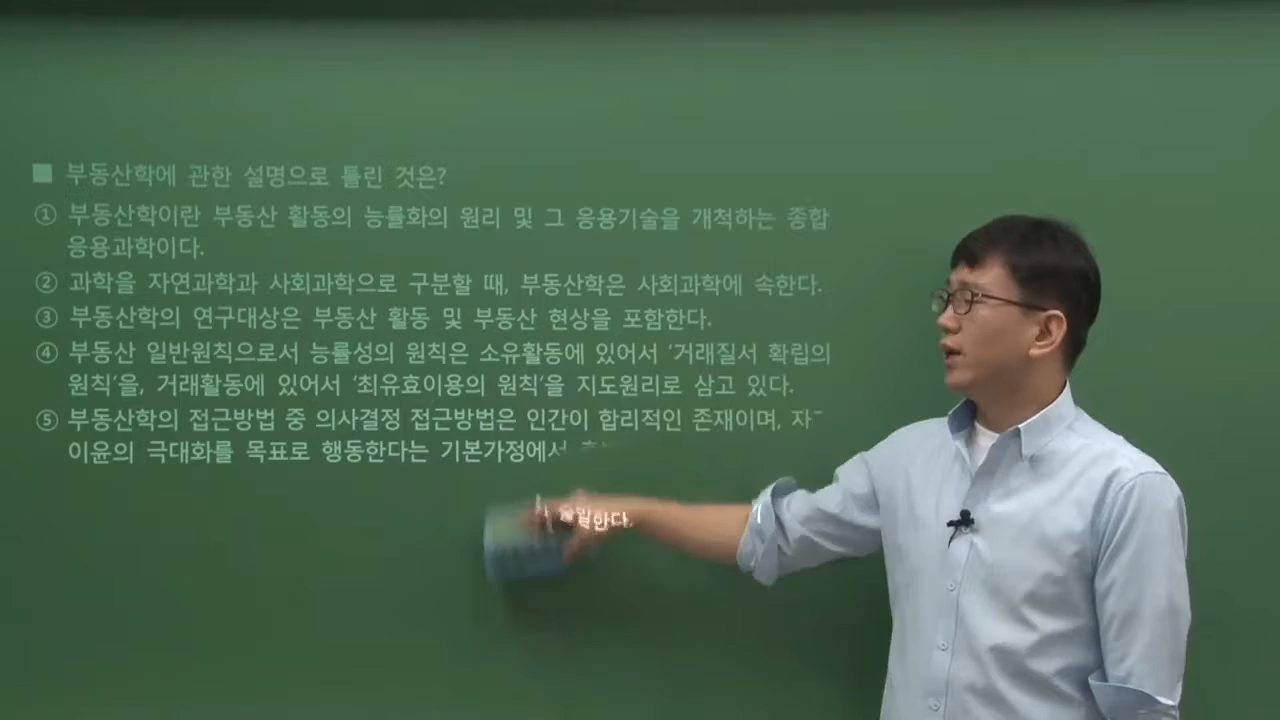 ■ 부동산학에 관한 설명으로 틀린 것은?
① 부동산학이란 부동산 활동의 능률화의 원리 및 그 응용기술을 개척하는 종합
응용과학이다.
② 과학을 자연과학과 사회과학으로 구분할 때, 부동산학은 사회과학에 속한다.
③ 부동산학의 연구대상은 부동산 활동 및 부동산 현상을 포함한다.
④ 부동산 일반원칙으로서 능률성의 원칙은 소유활동에 있어서 '거래질서 확립의
원칙'을, 거래활동에 있어서 '최유효이용의 원칙'을 지도원리로 삼고 있다.
⑤ 부동산학의 접근방법 중 의사결정 접근방법은 인간이 합리적인 존재이며,
이윤의 극대화를 목표로 행동한다는 기본가정에서